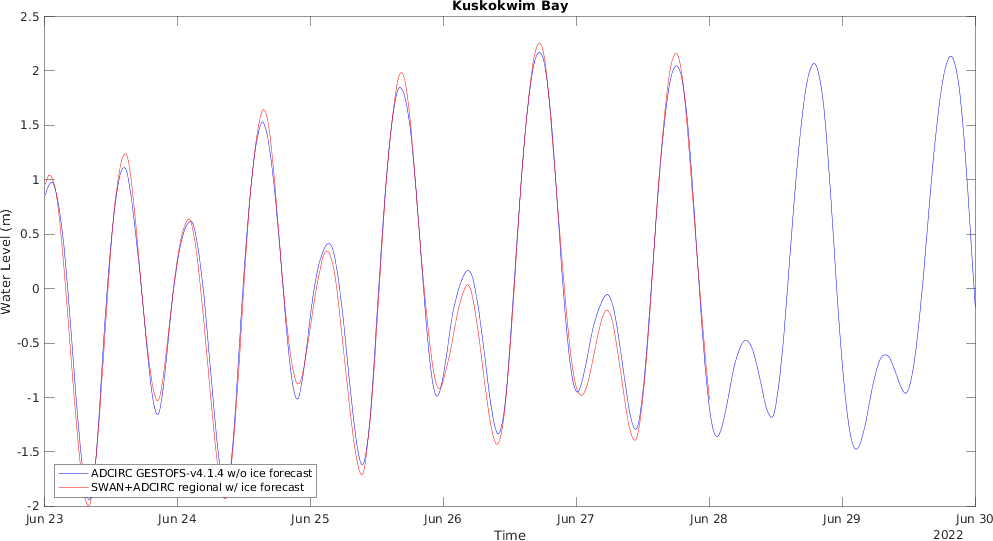 Kuskokwim Bay
2.5
2
1.5
1
0.5
0
-0.5
-1
-1.5
-2
Water Level (m)
ADCIRC GESTOFS-v4.1.4 w/o ice forecast
SWAN+ADCIRC regional w/ ice forecast
Jun 23 Jun 24 Jun 25 Jun 26 Jun 27 Jun 28 Jun 29 Jun 30
Time
2022